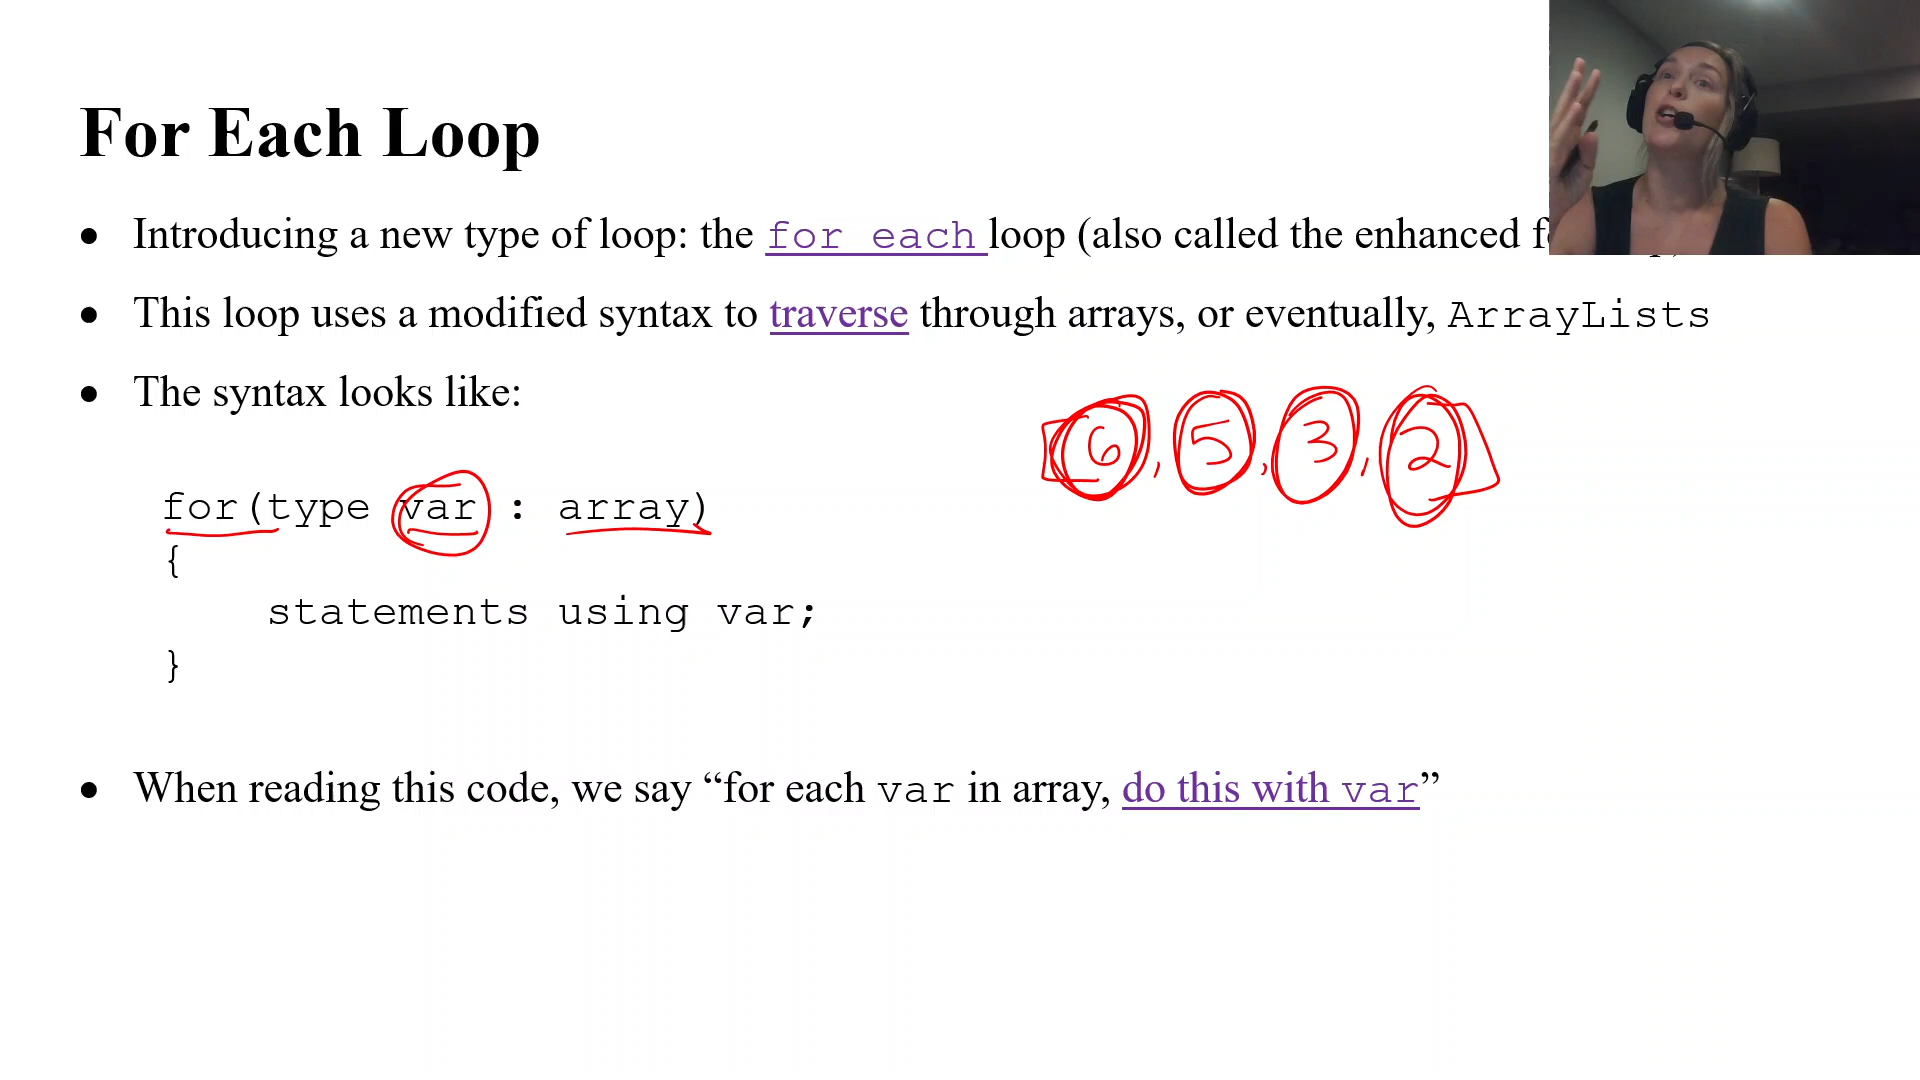 For Each Loop
• Introducing a new type of loop: the for each loop (also called the enhanced
• This loop uses a modified syntax to traverse through arrays, or eventually, ArrayLists
• The syntax looks like:
6, 5, 3, 2
for(type var : array)
{
statements using var;
}
• When reading this code, we say “for each var in array, do this with var”